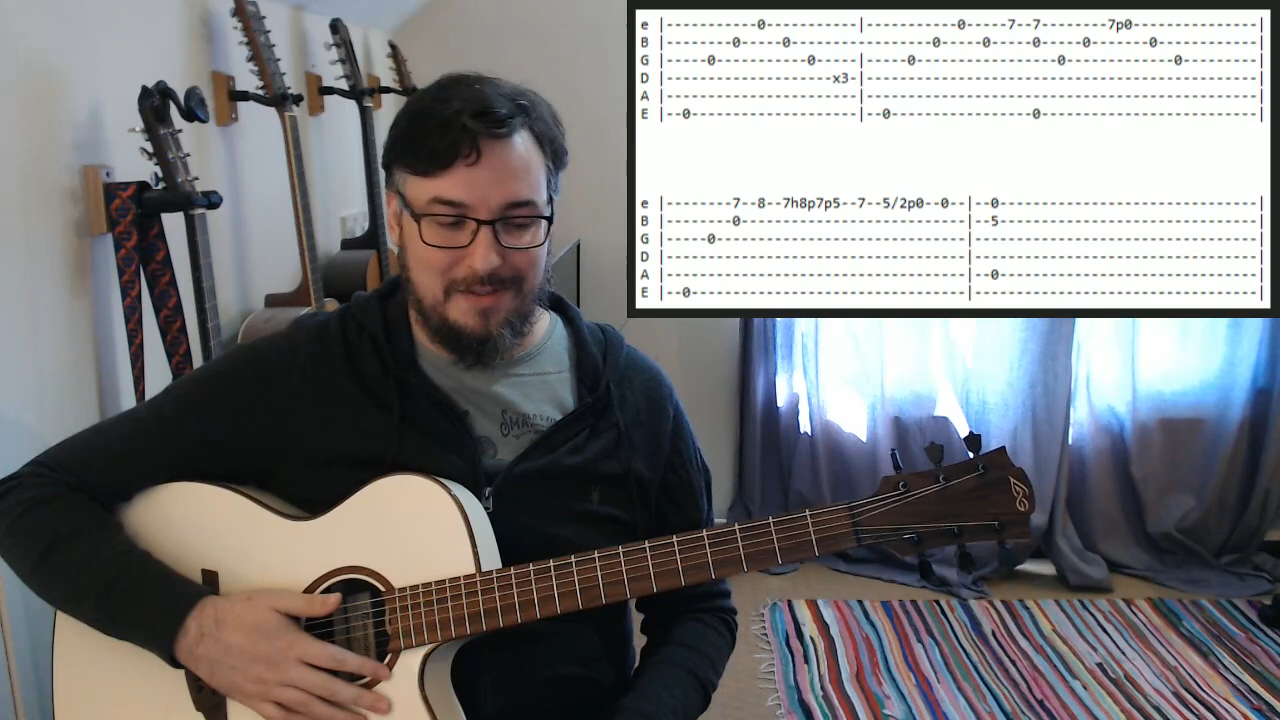 e |-----------0-----------|-----------0-----7--7--------7p0---------------|
B |--------0-----0-----------------0-----0-----0-----0-------0------------|
G |-----0-----------0-----|-----0-----------------0-------------0---------|
D |--------------------x3-|-----------------------------------------------|
A |-----------------------|-----------------------------------------------|
E |--0--------------------|--0-----------------0--------------------------|
e |--------7--8--7h8p7p5--7--5/2p0--0--|--0-------------------------------|
B |--------0---------------------------|--5-------------------------------|
G |-----0------------------------------|----------------------------------|
D |------------------------------------|----------------------------------|
A |------------------------------------|--0-------------------------------|
E |--0---------------------------------|----------------------------------|